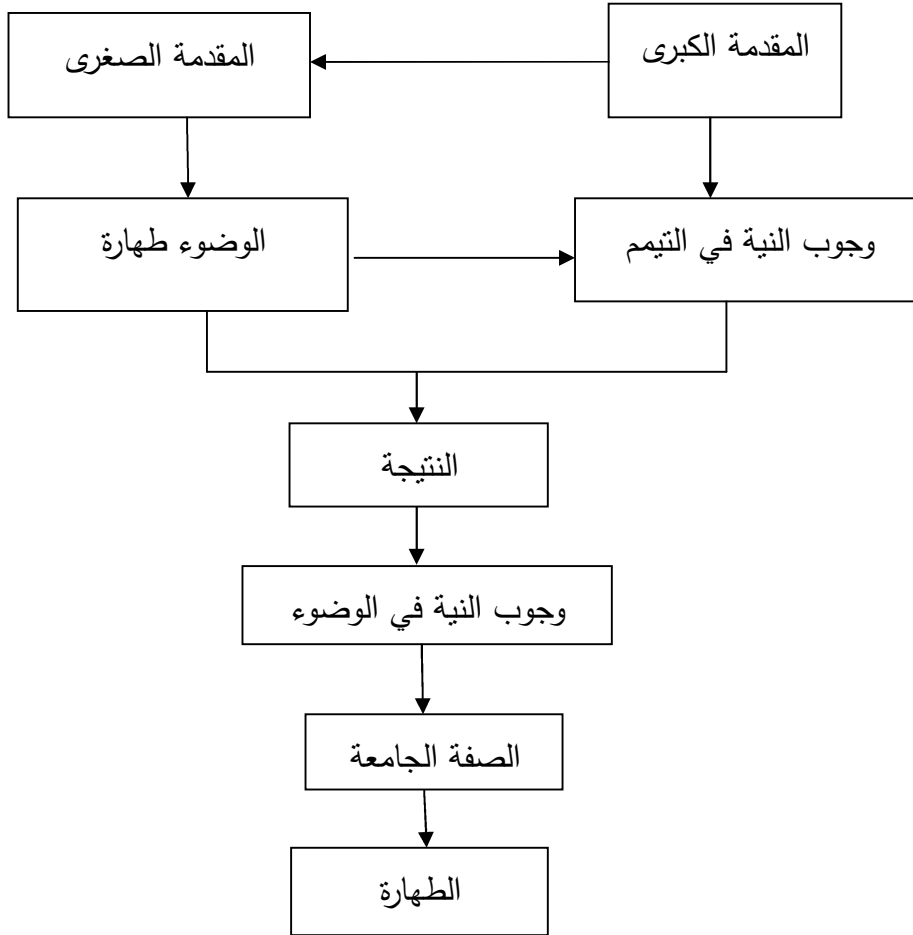 المقدمة الكبرى
المقدمة الصغرى
وجوب النية في التيمم
الوضوء طهارة
النتيجة
وجوب النية في الوضوء
الصفة الجامعة
الطهارة